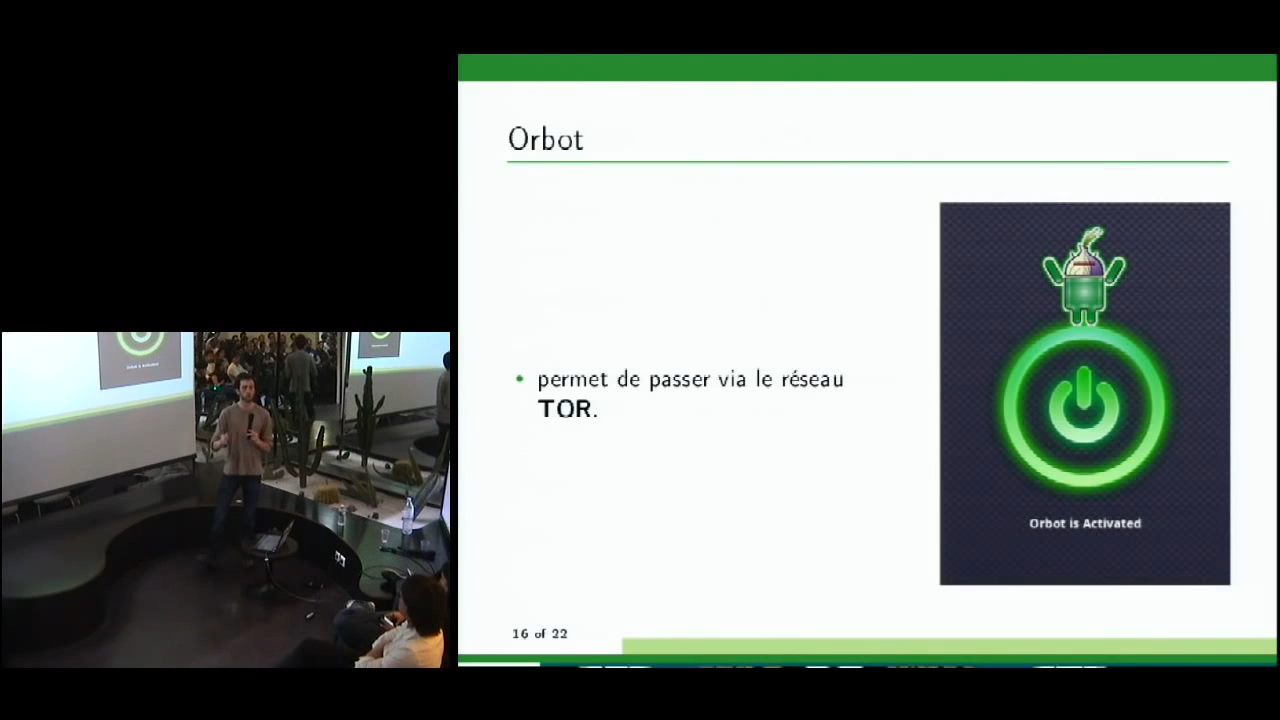 Orbot
• permet de passer via le réseau
TOR.
Orbot is Activated
16 of 22